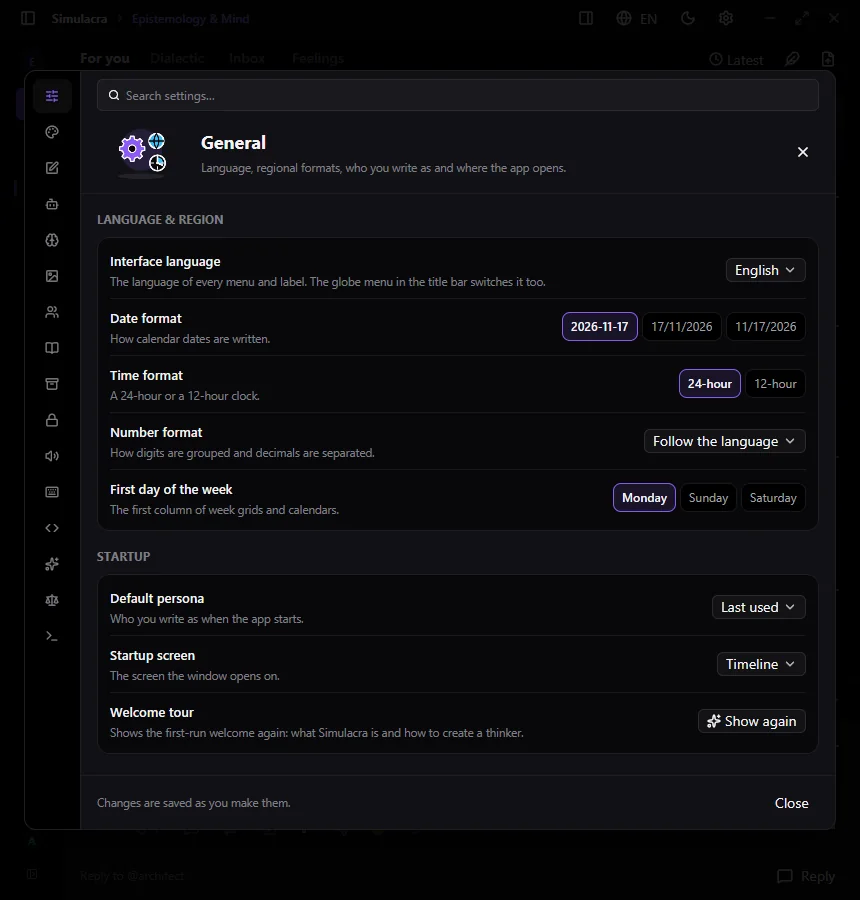 Simulacra › Epistemology & Mind
EN
For you Dialectic Inbox Feelings
Latest
Search settings...
General
Language, regional formats, who you write as and where the app opens.
LANGUAGE & REGION
Interface language
The language of every menu and label. The globe menu in the title bar switches it too.
English
Date format
How calendar dates are written.
2026-11-17 17/11/2026 11/17/2026
Time format
A 24-hour or a 12-hour clock.
24-hour 12-hour
Number format
How digits are grouped and decimals are separated.
Follow the language
First day of the week
The first column of week grids and calendars.
Monday Sunday Saturday
STARTUP
Default persona
Who you write as when the app starts.
Last used
Startup screen
The screen the window opens on.
Timeline
Welcome tour
Shows the first-run welcome again: what Simulacra is and how to create a thinker.
Show again
Changes are saved as you make them.
Close
Reply to @architect
Reply